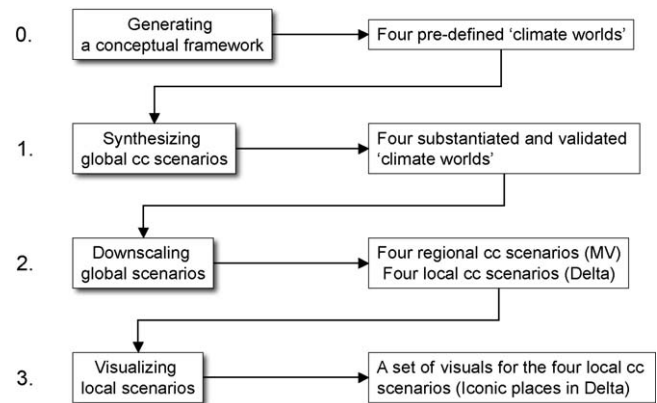 0.
Generating
a conceptual framework
Four pre-defined ‘climate worlds’
1.
Synthesizing
global cc scenarios
Four substantiated and validated
‘climate worlds’
2.
Downscaling
global scenarios
Four regional cc scenarios (MV)
Four local cc scenarios (Delta)
3.
Visualizing
local scenarios
A set of visuals for the four local cc
scenarios (Iconic places in Delta)